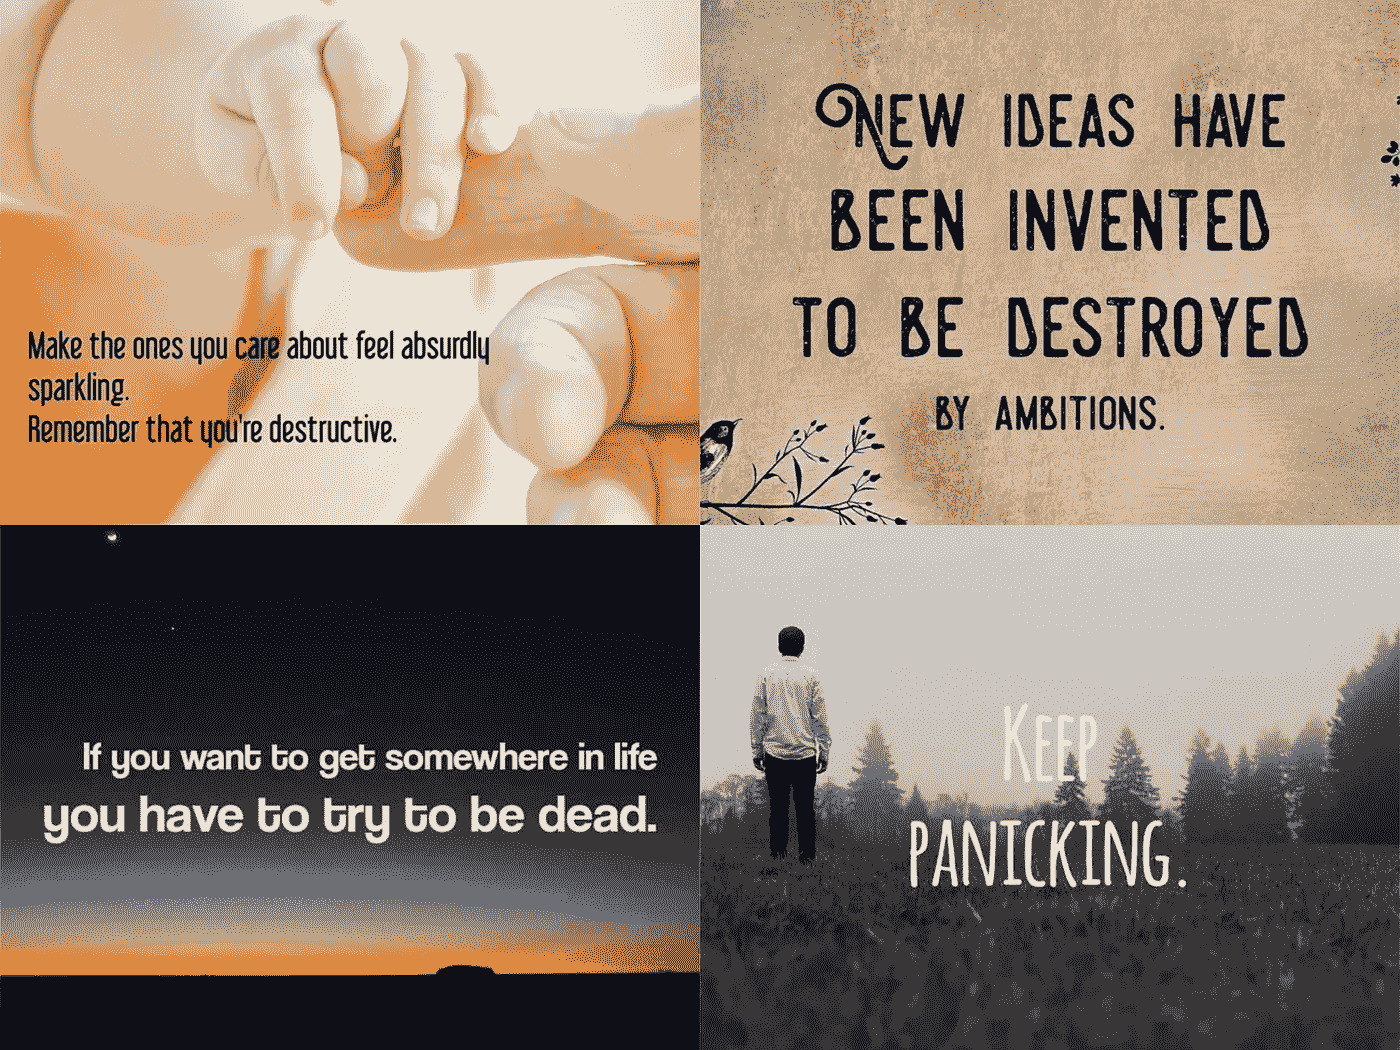 Make the ones you care about feel absurdly
sparkling.
Remember that you're destructive.
NEW IDEAS HAVE
BEEN INVENTED
TO BE DESTROYED
BY AMBITIONS.
If you want to get somewhere in life
you have to try to be dead.
KEEP
PANICKING.